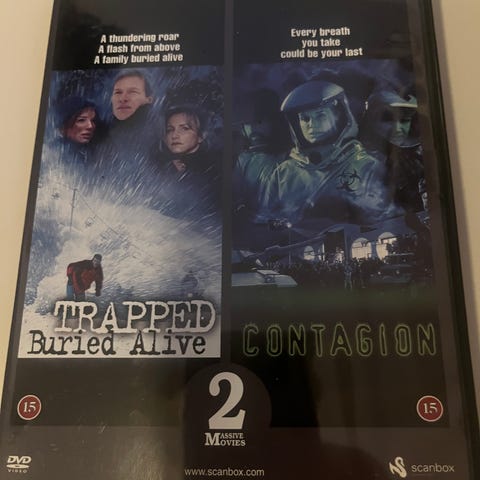 A thundering roar
A flash from above
A family buried alive
TRAPPED
Buried Alive
15
Every breath
you take
could be your last
CONTAGION
15
2
MASSIVE
MOVIES
DVD
VIDEO
www.scanbox.com
scanbox